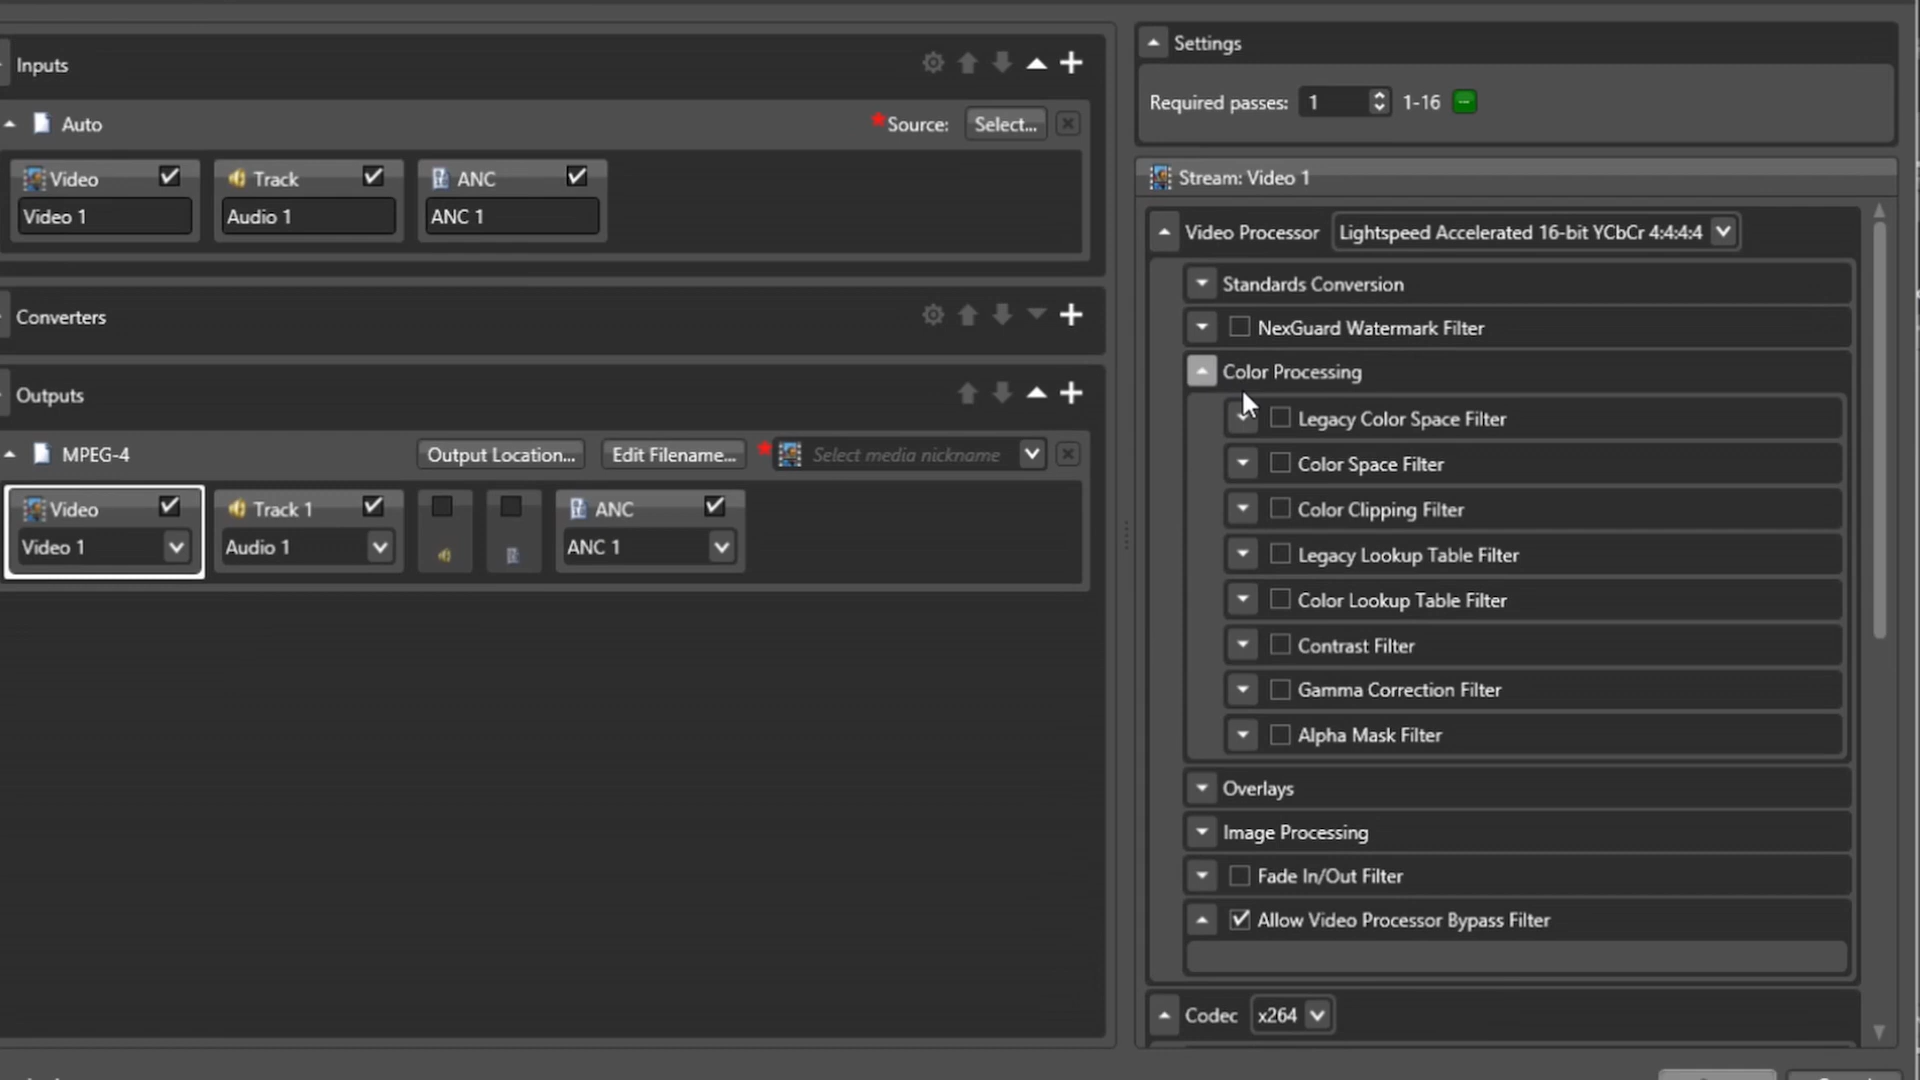 Inputs
Auto
*Source: Select...
Video Track ANC
Video 1 Audio 1 ANC 1
Converters
Outputs
MPEG-4 Output Location... Edit Filename... * Select media nickname
Video Track 1 ANC
Video 1 Audio 1 ANC 1
Settings
Required passes: 1 1-16
Stream: Video 1
Video Processor Lightspeed Accelerated 16-bit YCbCr 4:4:4:4
Standards Conversion
NexGuard Watermark Filter
Color Processing
Legacy Color Space Filter
Color Space Filter
Color Clipping Filter
Legacy Lookup Table Filter
Color Lookup Table Filter
Contrast Filter
Gamma Correction Filter
Alpha Mask Filter
Overlays
Image Processing
Fade In/Out Filter
Allow Video Processor Bypass Filter
Codec x264